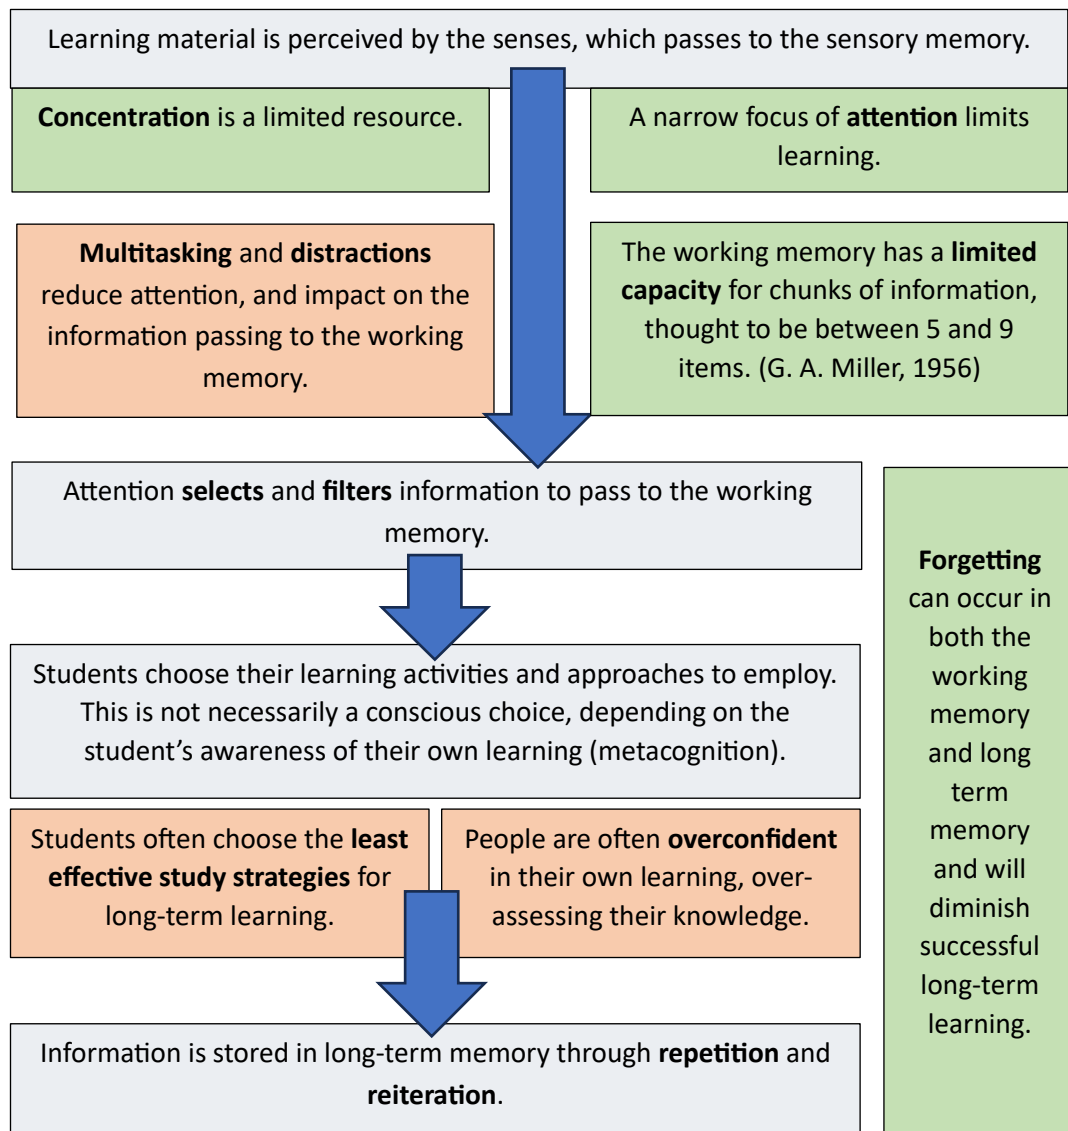 Learning material is perceived by the senses, which passes to the sensory memory.
Concentration is a limited resource.
A narrow focus of attention limits
learning.
Multitasking and distractions
reduce attention, and impact on the
information passing to the working
memory.
The working memory has a limited
capacity for chunks of information,
thought to be between 5 and 9
items. (G. A. Miller, 1956)
Attention selects and filters information to pass to the working
memory.
Students choose their learning activities and approaches to employ.
This is not necessarily a conscious choice, depending on the
student’s awareness of their own learning (metacognition).
Students often choose the least
effective study strategies for
long-term learning.
People are often overconfident
in their own learning, over-
assessing their knowledge.
Information is stored in long-term memory through repetition and
reiteration.
Forgetting
can occur in
both the
working
memory
and long
term
memory
and will
diminish
successful
long-term
learning.